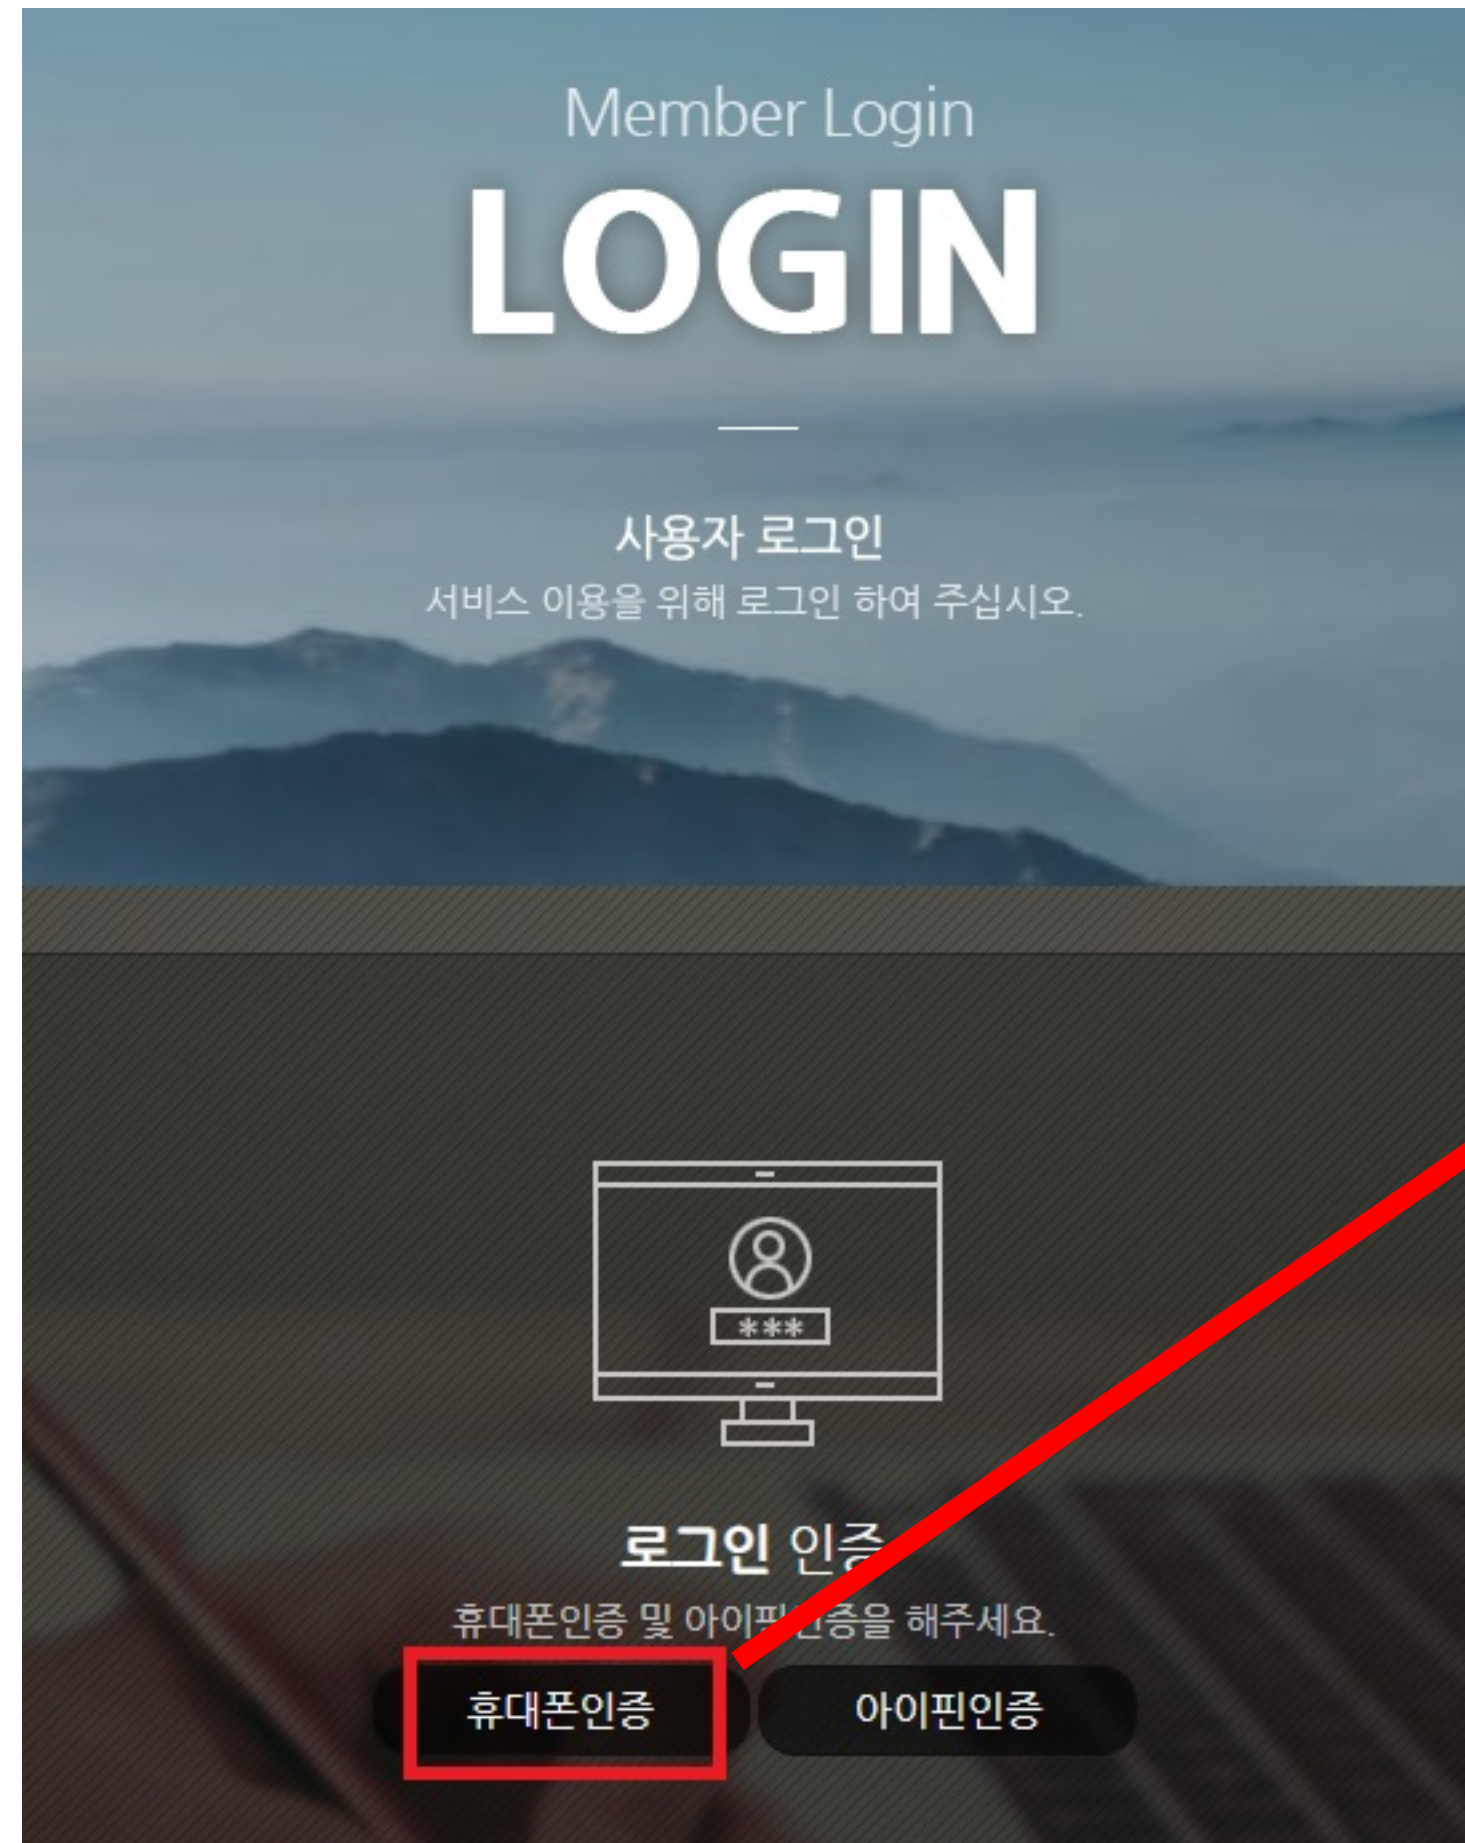 Member Login
LOGIN
사용자 로그인
서비스 이용을 위해 로그인 하여 주십시오.
***
로그인 인증
휴대폰인증 및 아이핀인증을 해주세요.
휴대폰인증
아이핀인증